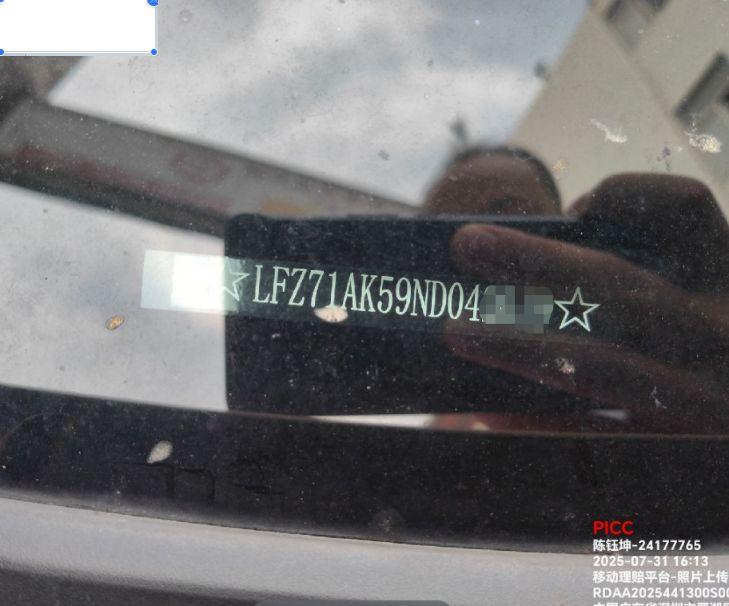 ☆LFZ71AK59ND04
☆
PICC
陈钰坤-24177765
2025-07-31 16:13
移动理赔平台-照片上传
RDAA2025441300S00